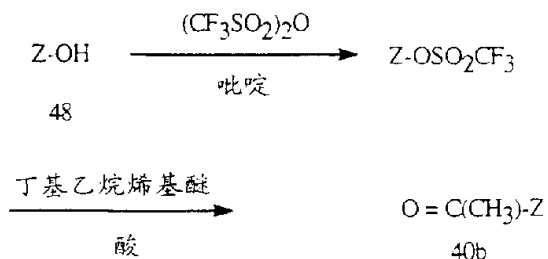 (CF3SO2)2O
Z-OH
Z-OSO2CF3
吡啶
48
丁基乙烷烯基醚
O = C(CH3)-Z
酸
40b